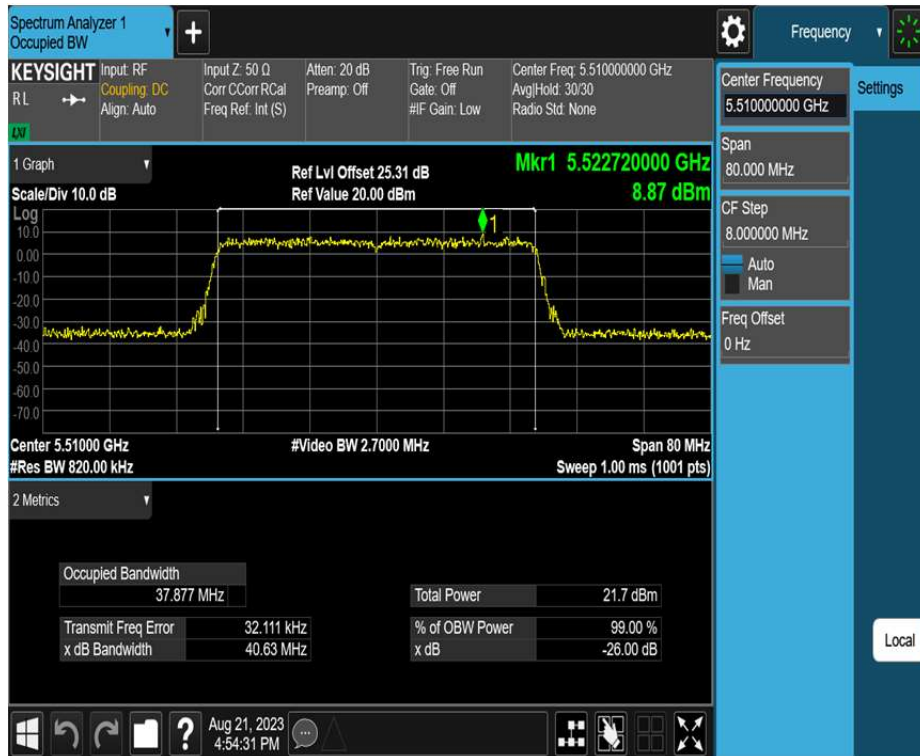 Spectrum Analyzer 1
Occupied BW
Frequency
KEYSIGHT
R L
LXI
Input: RF
Coupling: DC
Align: Auto
Input Z: 50 Ω
Corr CCorr RCal
Freq Ref: Int (S)
Atten: 20 dB
Preamp: Off
Trig: Free Run
Gate: Off
#IF Gain: Low
Center Freq: 5.510000000 GHz
Avg|Hold: 30/30
Radio Std: None
Center Frequency
5.510000000 GHz
Settings
Span
80.000 MHz
CF Step
8.000000 MHz
Auto
Man
Freq Offset
0 Hz
Local
1 Graph
Scale/Div 10.0 dB
Ref Lvl Offset 25.31 dB
Ref Value 20.00 dBm
Mkr1 5.522720000 GHz
8.87 dBm
Log
10.0
0.00
-10.0
-20.0
-30.0
-40.0
-50.0
-60.0
-70.0
1
Center 5.51000 GHz
#Video BW 2.7000 MHz
Span 80 MHz
#Res BW 820.00 kHz
Sweep 1.00 ms (1001 pts)
2 Metrics
Occupied Bandwidth
37.877 MHz
Total Power 21.7 dBm
Transmit Freq Error 32.111 kHz
% of OBW Power 99.00 %
x dB Bandwidth 40.63 MHz
x dB -26.00 dB
Aug 21, 2023
4:54:31 PM